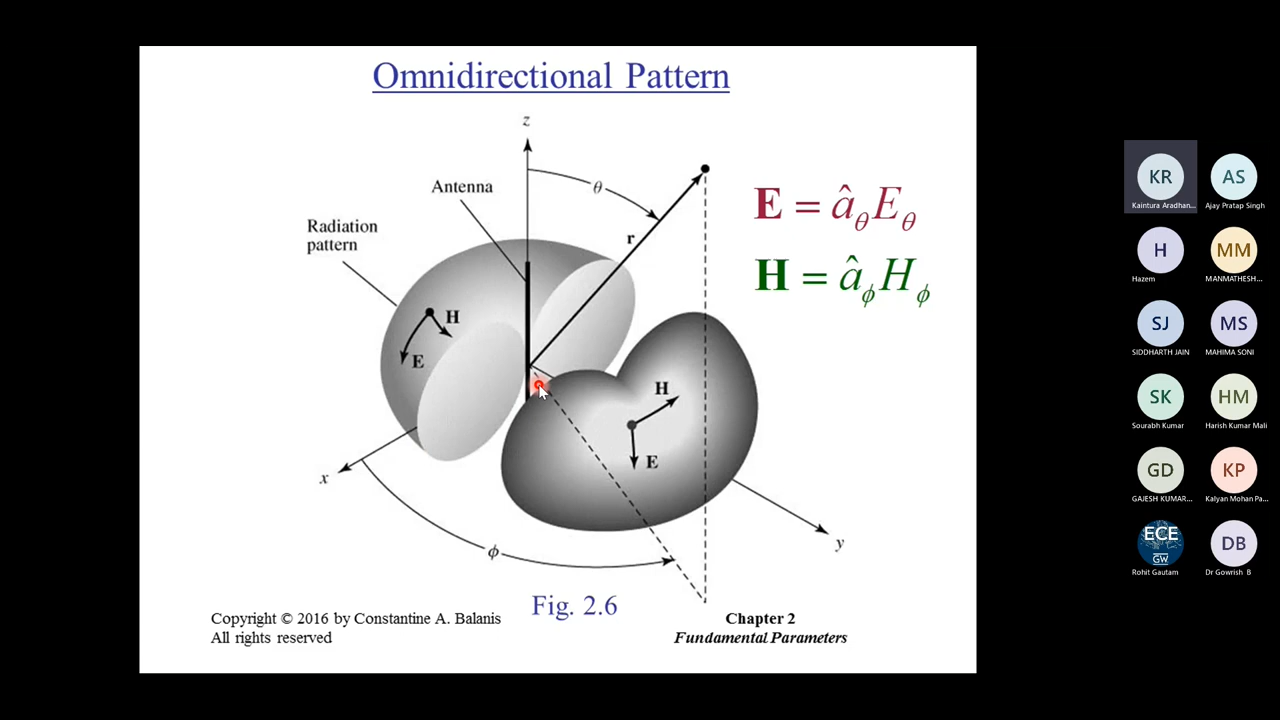 Omnidirectional Pattern
z
θ
Antenna
Radiation
pattern
r
E = âθEθ
H = âϕHϕ
H
E
H
E
x
y
ϕ
Fig. 2.6
Copyright © 2016 by Constantine A. Balanis
All rights reserved
Chapter 2
Fundamental Parameters
KR
Kaintura Aradhan...
AS
Ajay Pratap Singh
H
Hazem
MM
MANMATHESH...
SJ
SIDDHARTH JAIN
MS
MAHIMA SONI
SK
Sourabh Kumar
HM
Harish Kumar Mali
GD
GAJESH KUMAR...
KP
Kalyan Mohan Pa...
ECE
GW
Rohit Gautam
DB
Dr Gowrish B